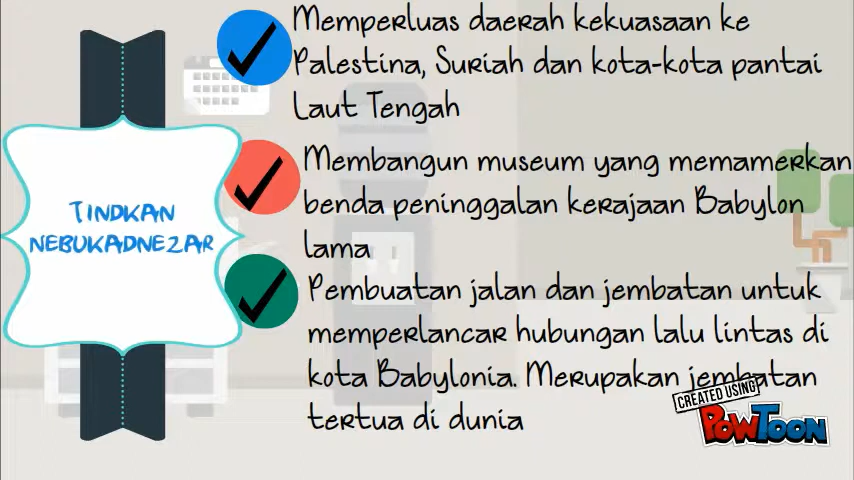 Memperluas daerah kekuasaan ke
Palestina, Suriah dan kota-kota pantai
Laut Tengah
TINDKAN
NEBUKADNEZAR
Membangun museum yang memamerkan
benda peninggalan kerajaan Babylon
lama
Pembuatan jalan dan jembatan untuk
memperlancar hubungan lalu lintas di
kota Babylonia. Merupakan jembatan
tertua di dunia
CREATED USING
POWTOON